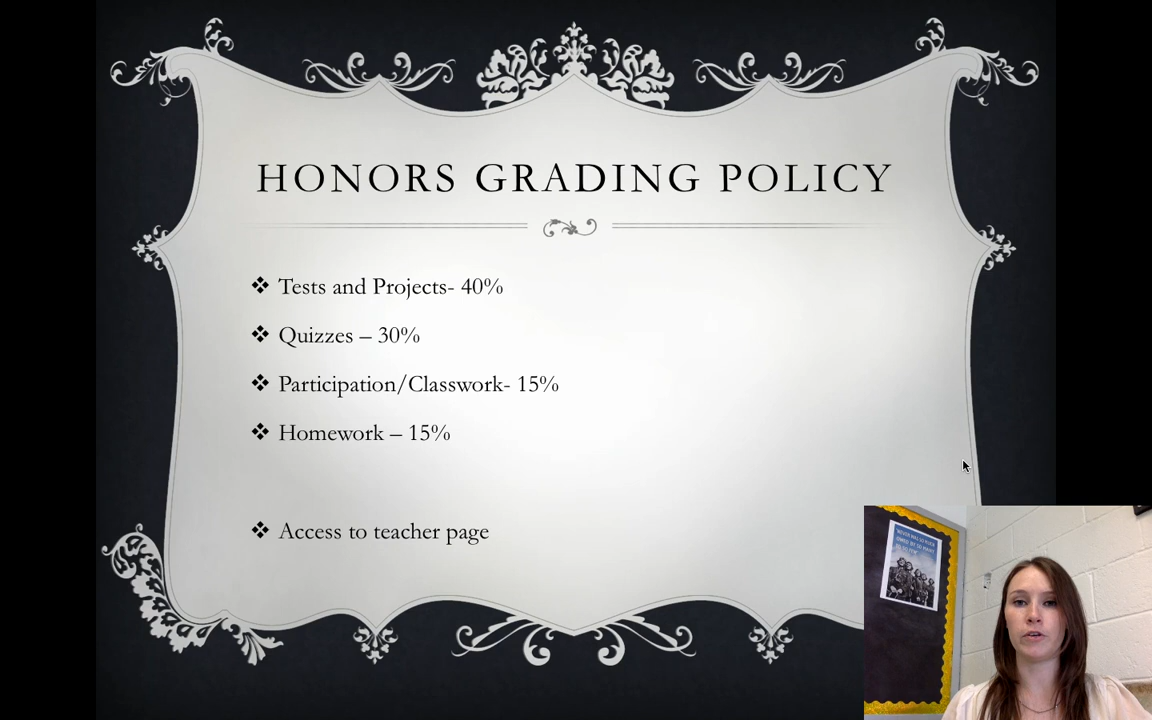 HONORS GRADING POLICY
❖ Tests and Projects- 40%
❖ Quizzes – 30%
❖ Participation/Classwork- 15%
❖ Homework – 15%
❖ Access to teacher page